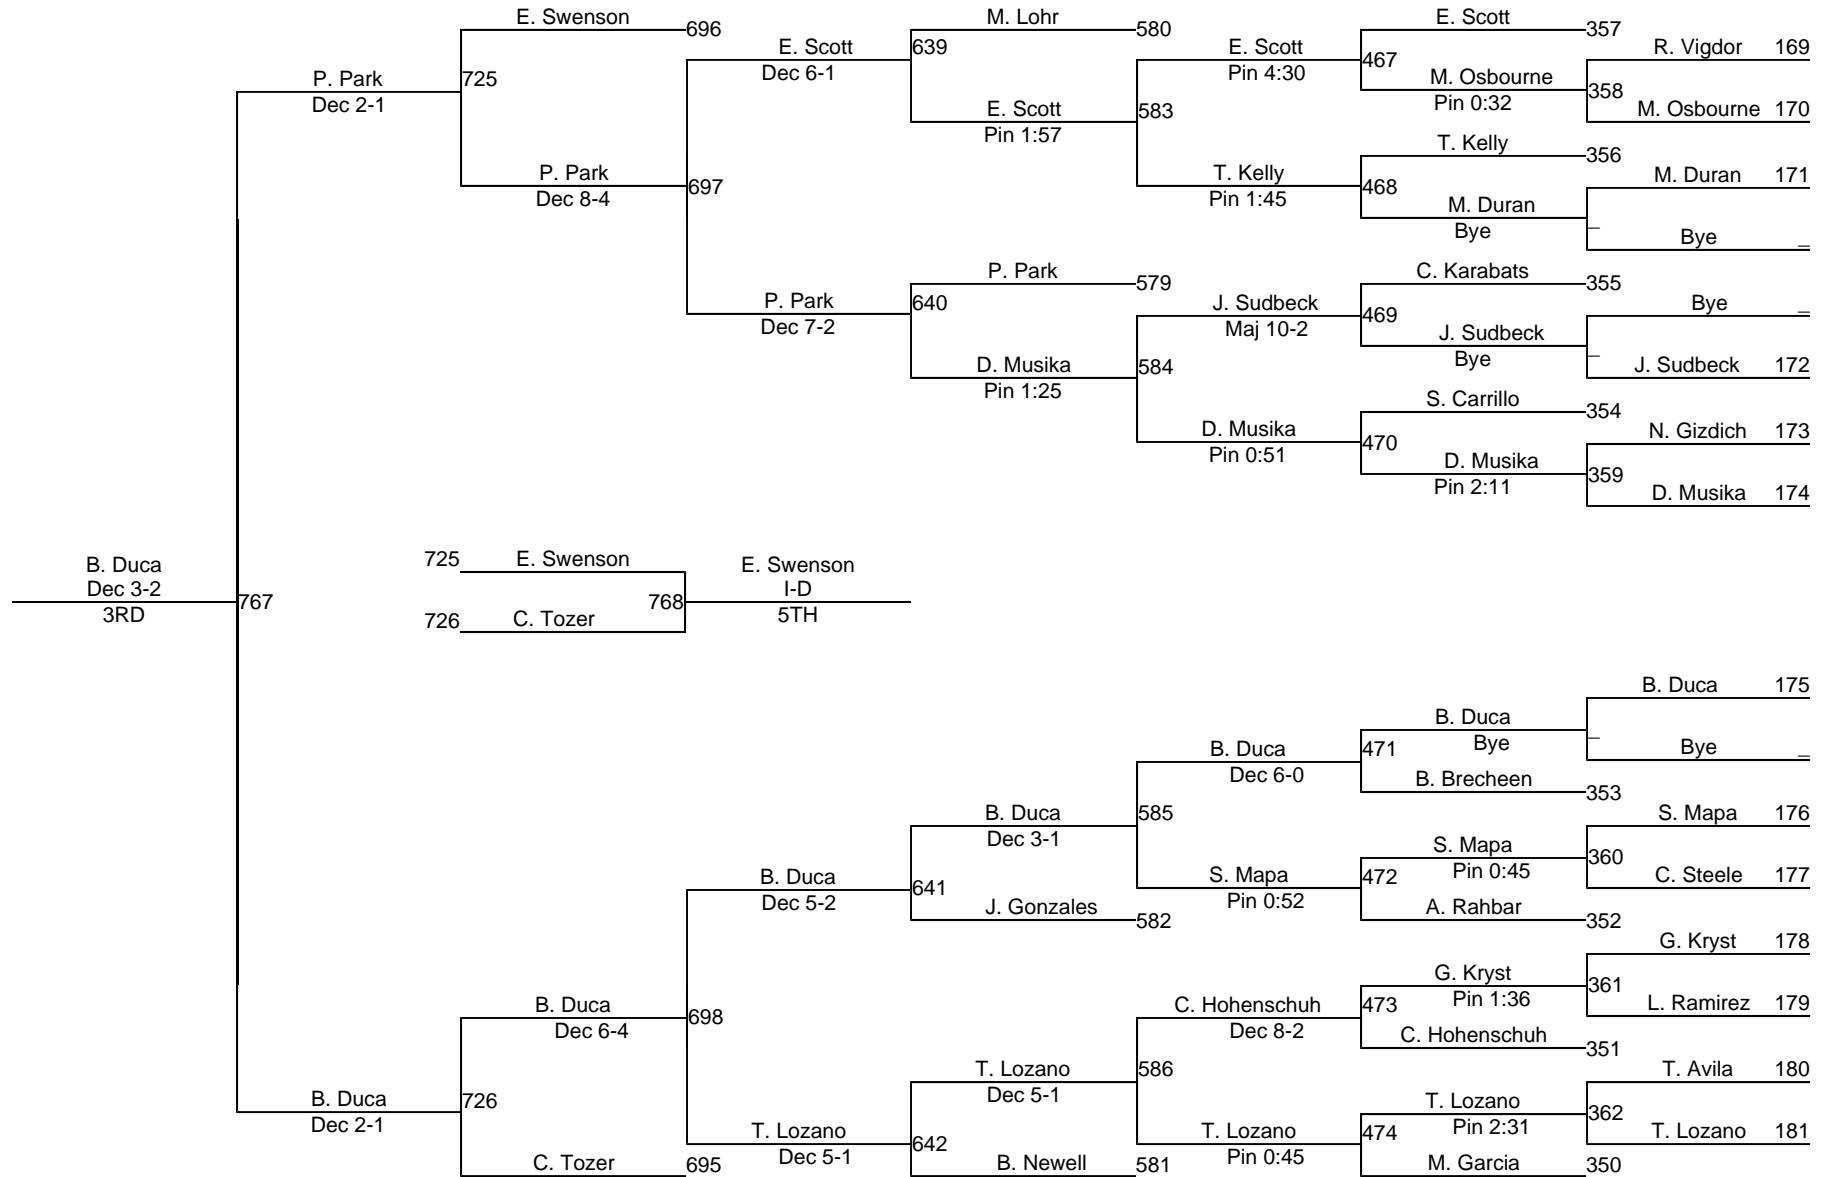 E. Swenson
696
P. Park
Dec 2-1
725
P. Park
Dec 8-4
697
E. Scott
Dec 6-1
639
M. Lohr
580
E. Scott
Pin 1:57
583
E. Scott
Pin 4:30
467
E. Scott
357
M. Osbourne
Pin 0:32
358
R. Vigdor 169
M. Osbourne 170
T. Kelly
Pin 1:45
468
T. Kelly
356
M. Duran
Bye
_
M. Duran 171
Bye _
P. Park
Dec 7-2
640
P. Park
579
D. Musika
Pin 1:25
584
J. Sudbeck
Maj 10-2
469
C. Karabats
355
J. Sudbeck
Bye
_
Bye _
J. Sudbeck 172
D. Musika
Pin 0:51
470
S. Carrillo
354
D. Musika
Pin 2:11
359
N. Gizdich 173
D. Musika 174
B. Duca
Dec 3-2
3RD
767
725 E. Swenson
726 C. Tozer
768
E. Swenson
I-D
5TH
B. Duca
Dec 2-1
726
B. Duca
Dec 6-4
698
C. Tozer
695
B. Duca
Dec 5-2
641
B. Duca
Dec 3-1
585
J. Gonzales
582
B. Duca
Dec 6-0
471
B. Duca
Bye
_
B. Duca 175
Bye _
B. Brecheen
353
S. Mapa
Pin 0:52
472
S. Mapa
Pin 0:45
360
S. Mapa 176
C. Steele 177
A. Rahbar
352
T. Lozano
Dec 5-1
642
T. Lozano
Dec 5-1
586
B. Newell
581
C. Hohenschuh
Dec 8-2
473
G. Kryst
Pin 1:36
361
G. Kryst 178
L. Ramirez 179
C. Hohenschuh
351
T. Lozano
Pin 0:45
474
T. Lozano
Pin 2:31
362
T. Avila 180
T. Lozano 181
M. Garcia
350